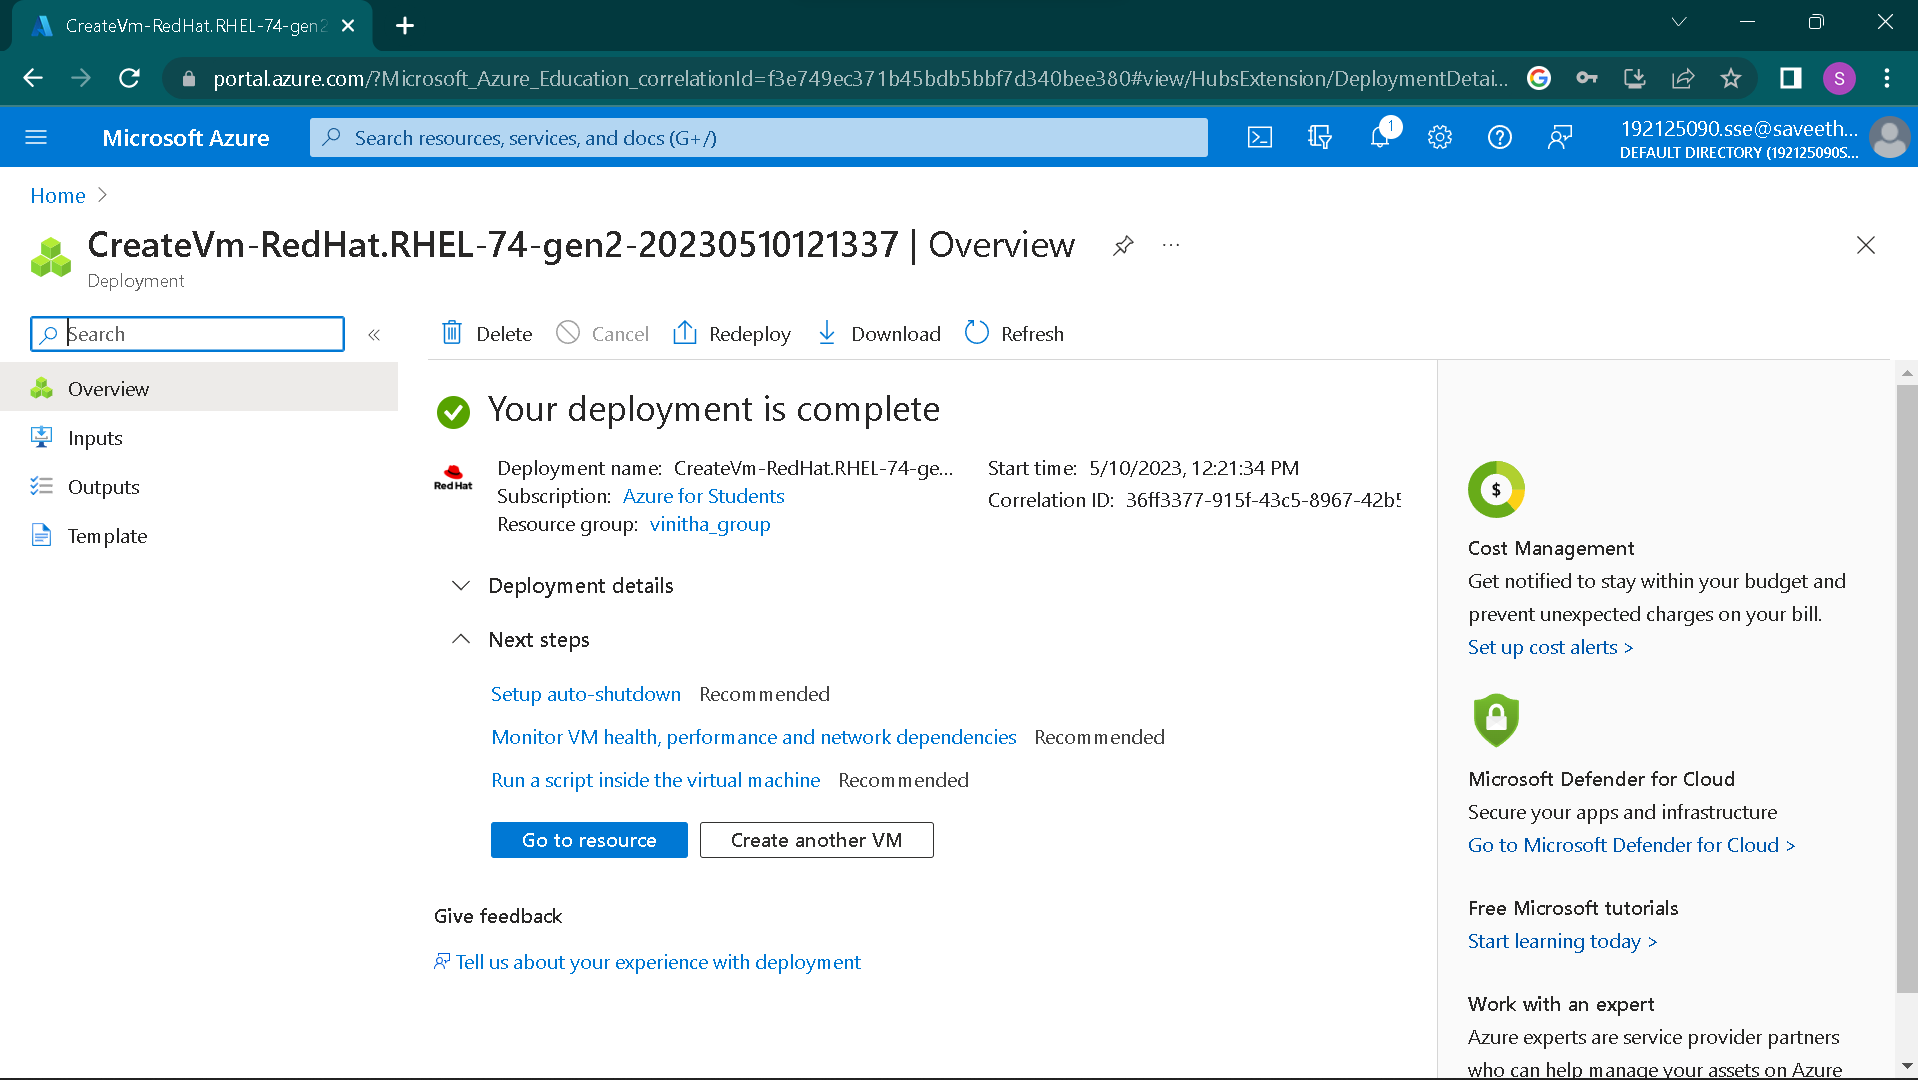 CreateVm-RedHat.RHEL-74-gen2
portal.azure.com/?Microsoft_Azure_Education_correlationId=f3e749ec371b45bdb5bbf7d340bee380#view/HubsExtension/DeploymentDetai...
S
Microsoft Azure
Search resources, services, and docs (G+/)
1
192125090.sse@saveeth...
DEFAULT DIRECTORY (192125090S...
Home
CreateVm-RedHat.RHEL-74-gen2-20230510121337 | Overview
Deployment
Search
Delete
Cancel
Redeploy
Download
Refresh
Overview
Inputs
Outputs
Template
Your deployment is complete
Red Hat
Deployment name: CreateVm-RedHat.RHEL-74-ge...
Subscription: Azure for Students
Resource group: vinitha_group
Start time: 5/10/2023, 12:21:34 PM
Correlation ID: 36ff3377-915f-43c5-8967-42b5
Deployment details
Next steps
Setup auto-shutdown Recommended
Monitor VM health, performance and network dependencies Recommended
Run a script inside the virtual machine Recommended
Go to resource
Create another VM
Give feedback
Tell us about your experience with deployment
$
Cost Management
Get notified to stay within your budget and
prevent unexpected charges on your bill.
Set up cost alerts >
Microsoft Defender for Cloud
Secure your apps and infrastructure
Go to Microsoft Defender for Cloud >
Free Microsoft tutorials
Start learning today >
Work with an expert
Azure experts are service provider partners
who can help manage your assets on Azure